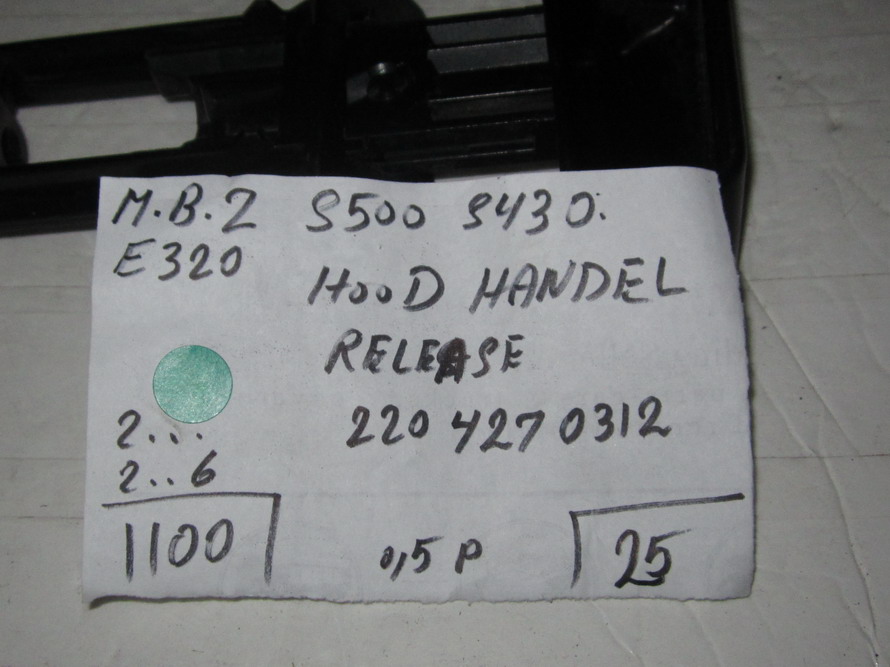 M.B.Z S500 S430.
E320
HOOD HANDEL
RELEASE
2... 220 427 0312
2..6
1100 0,5 P 25